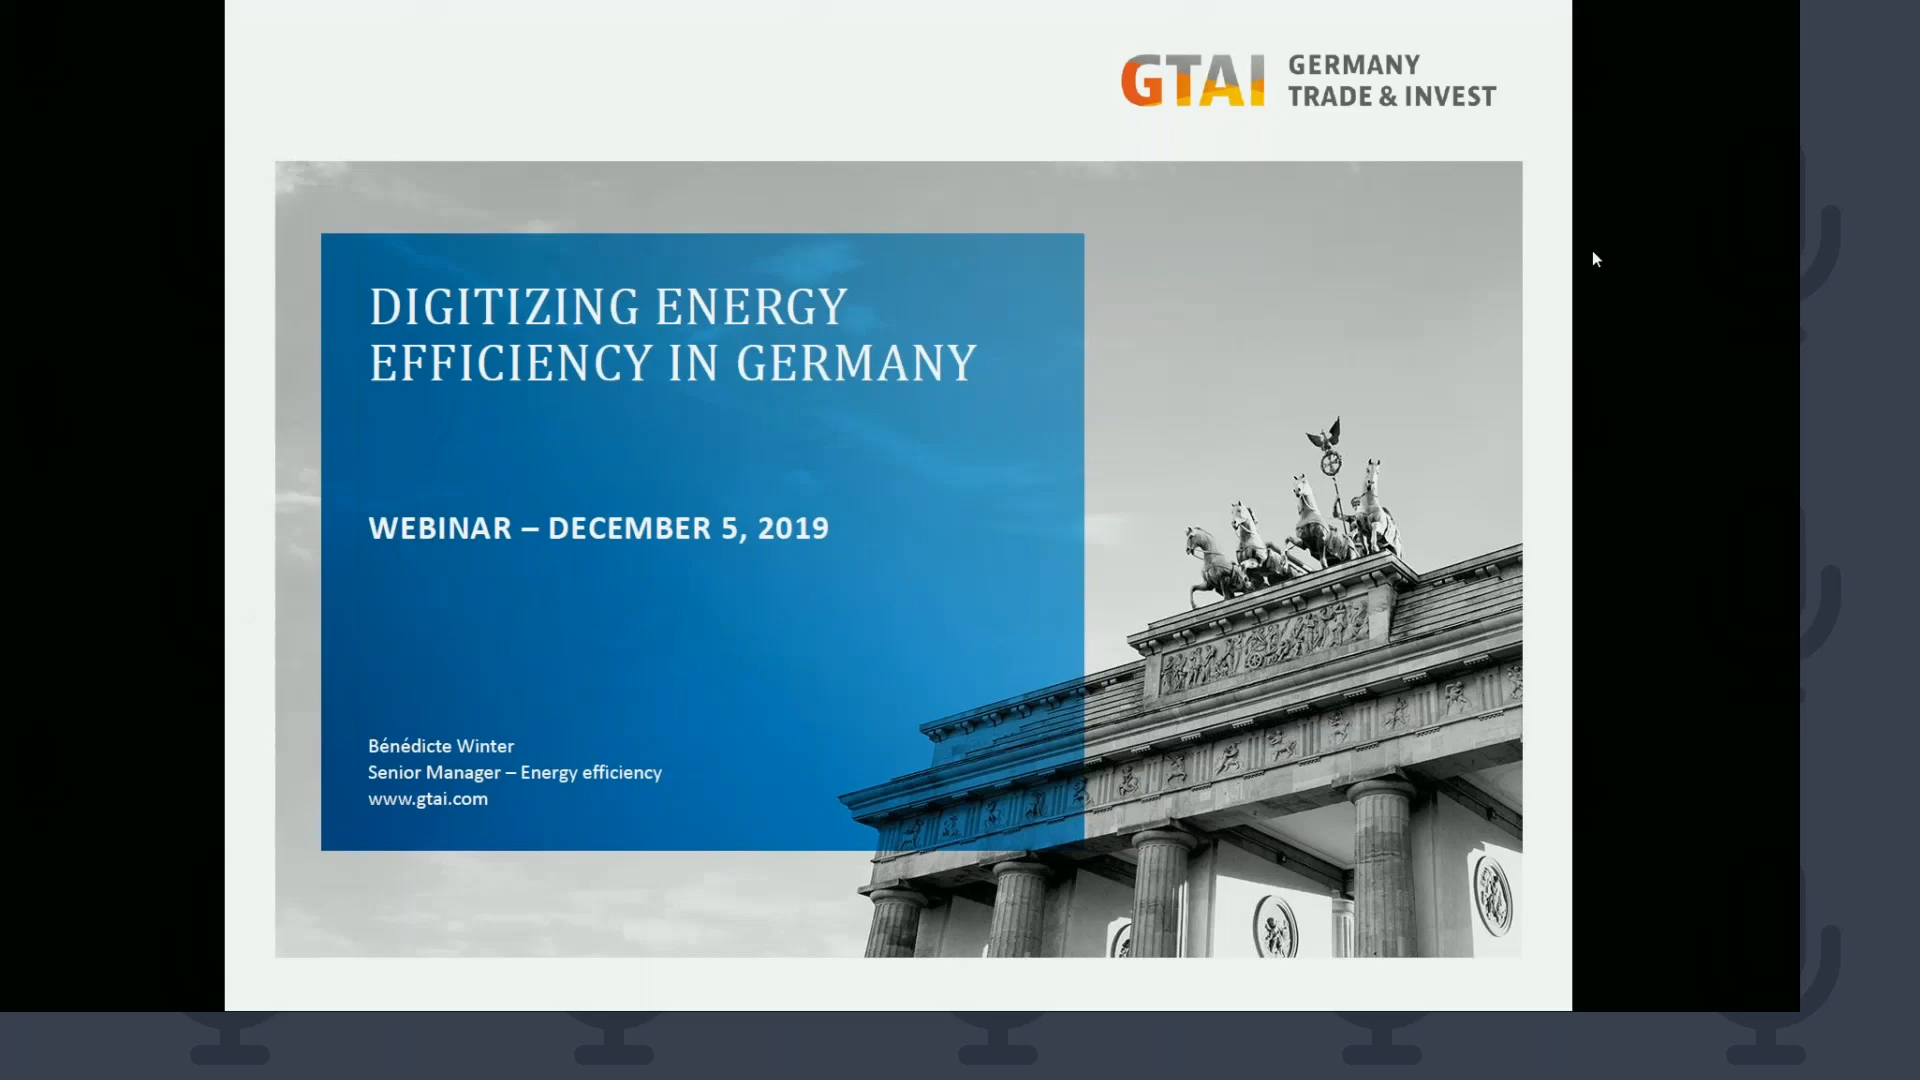 GTAI GERMANY
TRADE & INVEST
DIGITIZING ENERGY
EFFICIENCY IN GERMANY
WEBINAR – DECEMBER 5, 2019
Bénédicte Winter
Senior Manager – Energy efficiency
www.gtai.com